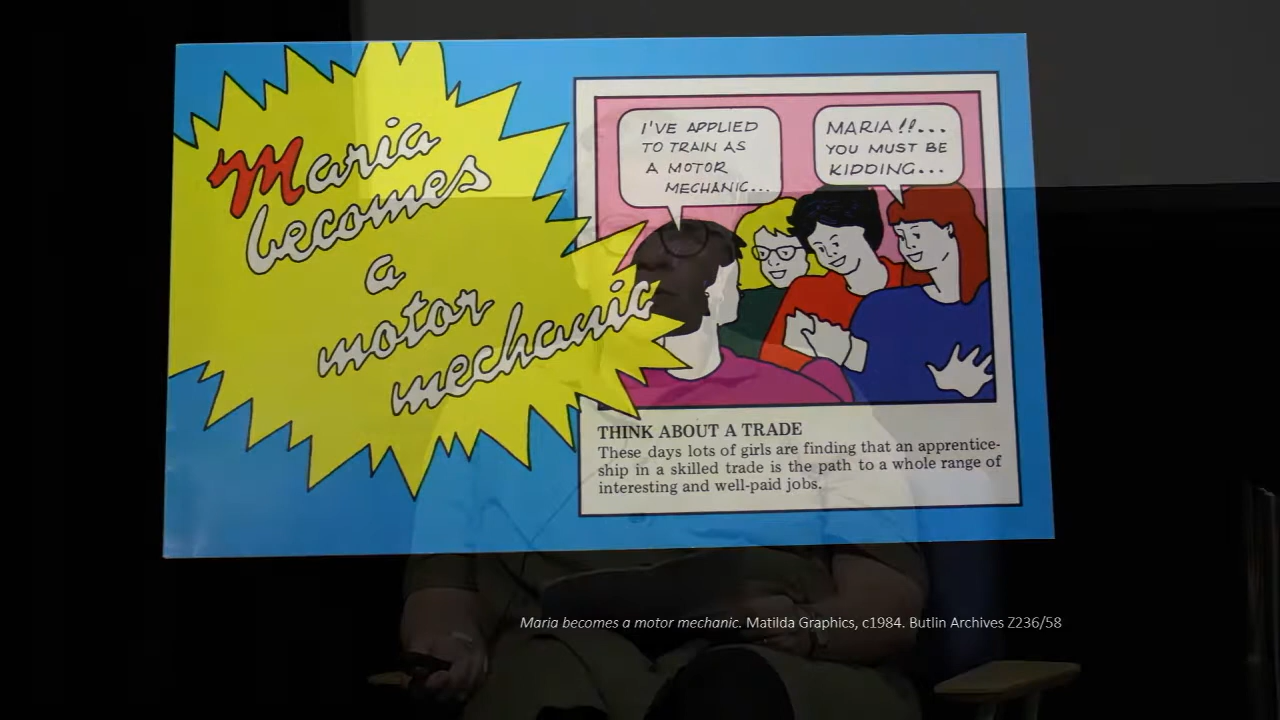 Maria
becomes
a
motor
mechanic
I'VE APPLIED
TO TRAIN AS
A MOTOR
MECHANIC...
MARIA!!...
YOU MUST BE
KIDDING...
THINK ABOUT A TRADE
These days lots of girls are finding that an apprentice-
ship in a skilled trade is the path to a whole range of
interesting and well-paid jobs.
Maria becomes a motor mechanic. Matilda Graphics, c1984. Butlin Archives Z236/58